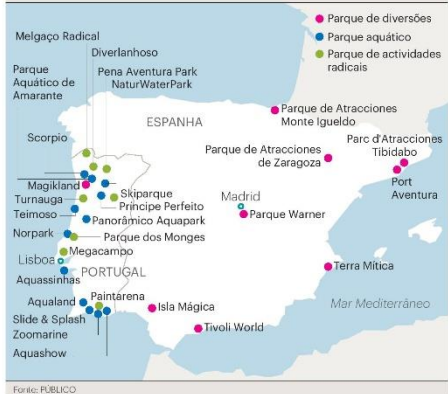 Parque de diversões
Parque aquático
Parque de actividades
radicais
Melgaço Radical
Diverlanhoso
Parque
Aquático de
Amarante
Pena Aventura Park
NaturWaterPark
Scorpio
ESPANHA
Parque de Atracciones
Monte Igueldo
Parque de Atracciones
de Zaragoza
Parc d'Atracciones
Tibidabo
Port
Aventura
Magikland
Skiparque
Turnauga
Príncipe Perfeito
Teimoso
Panorâmico Aquapark
Madrid
Parque Warner
Norpark
Parque dos Monges
Lisboa
Megacampo
Aquassinhas
PORTUGAL
Terra Mítica
Mar Mediterrâneo
Aqualand
Paintarena
Isla Mágica
Slide & Splash
Tivoli World
Zoomarine
Aquashow
Fonte: PÚBLICO